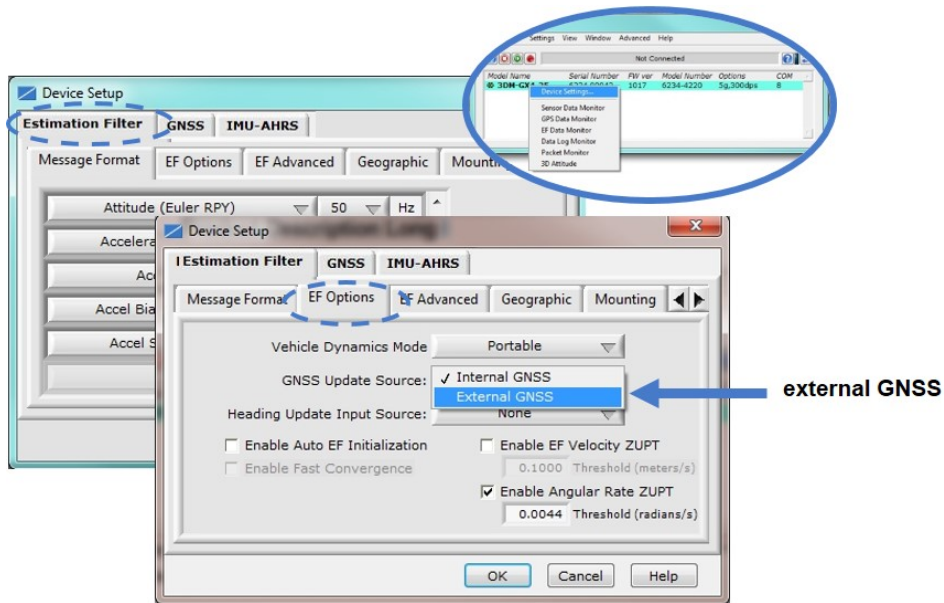 Settings View Window Advanced Help
Not Connected
Model Name Serial Number FW ver Model Number Options COM
1017 6234-4220 5g,300dps 8
Device Settings...
Sensor Data Monitor
GPS Data Monitor
EF Data Monitor
Data Log Monitor
Packet Monitor
3D Attitude
Device Setup
Estimation Filter GNSS IMU-AHRS
Message Format EF Options EF Advanced Geographic
Attitude (Euler RPY) 50 Hz
Device Setup
Estimation Filter GNSS IMU-AHRS
Message Format EF Options EF Advanced Geographic Mounting
Vehicle Dynamics Mode Portable
GNSS Update Source: ✓ Internal GNSS
External GNSS
Heading Update Input Source: None
Enable Auto EF Initialization Enable EF Velocity ZUPT
Enable Fast Convergence 0.1000 Threshold (meters/s)
Enable Angular Rate ZUPT
0.0044 Threshold (radians/s)
OK Cancel Help
external GNSS